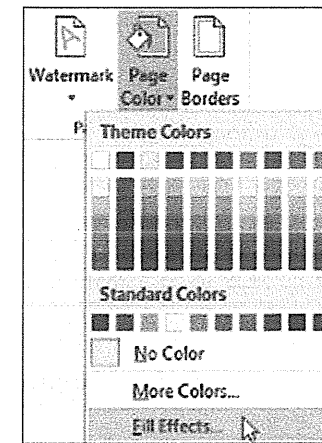 Watermark Page Page
Color Borders
Theme Colors
Standard Colors
No Color
More Colors...
Fill Effects...